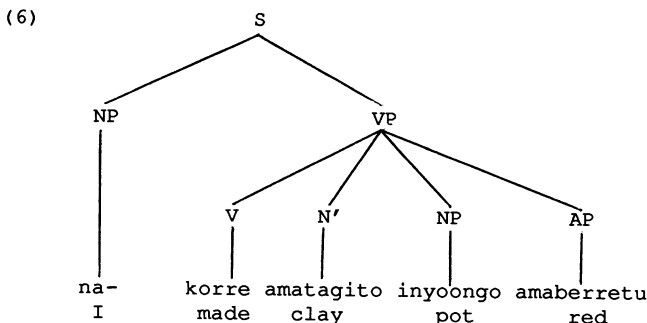 (6)
S
NP VP
V N′ NP AP
na- korre amatagito inyoongo amaberretu
I made clay pot red